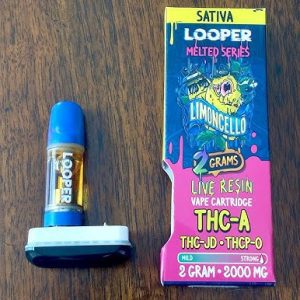 SATIVA
LOOPER
MELTED SERIES
LIMONCELLO
2 GRAMS
LIVE RESIN
VAPE CARTRIDGE
THC-A
THC-JD • THCP-O
MILD STRONG
2 GRAM • 2000 MG
LOOPER